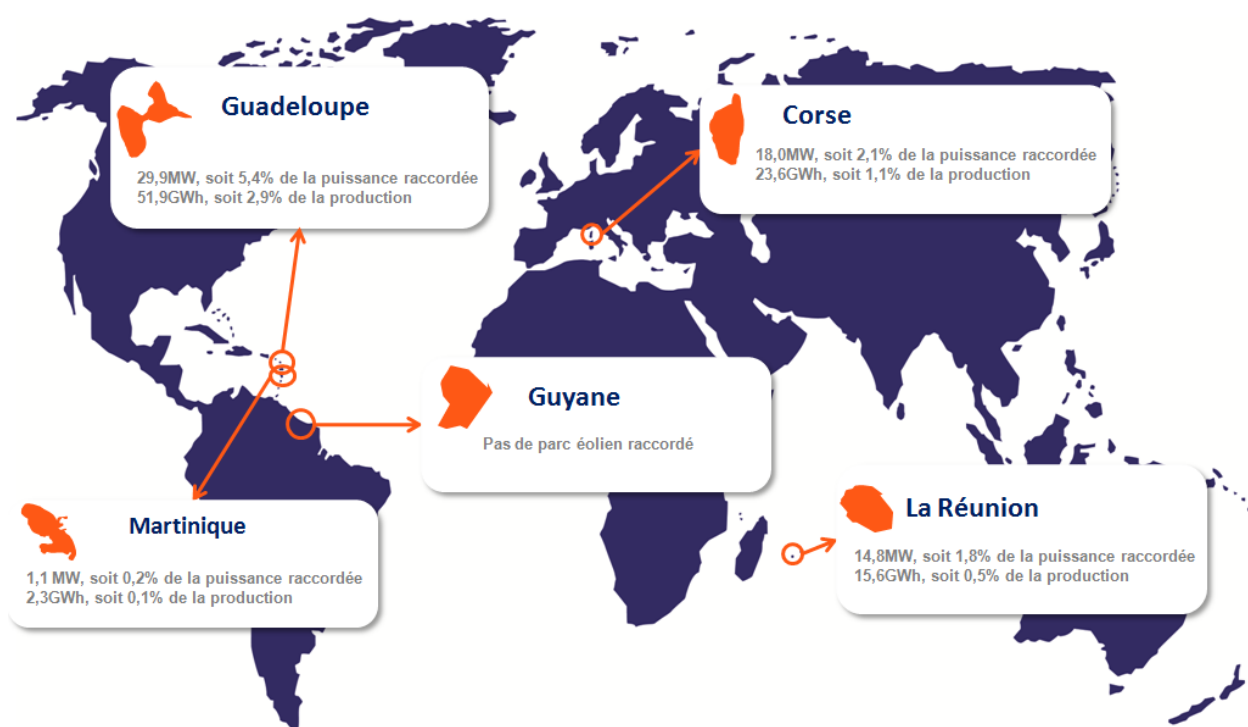 Guadeloupe
29,9MW, soit 5,4% de la puissance raccordée
51,9GWh, soit 2,9% de la production
Corse
18,0MW, soit 2,1% de la puissance raccordée
23,6GWh, soit 1,1% de la production
Guyane
Pas de parc éolien raccordé
Martinique
1,1 MW, soit 0,2% de la puissance raccordée
2,3GWh, soit 0,1% de la production
La Réunion
14,8MW, soit 1,8% de la puissance raccordée
15,6GWh, soit 0,5% de la production